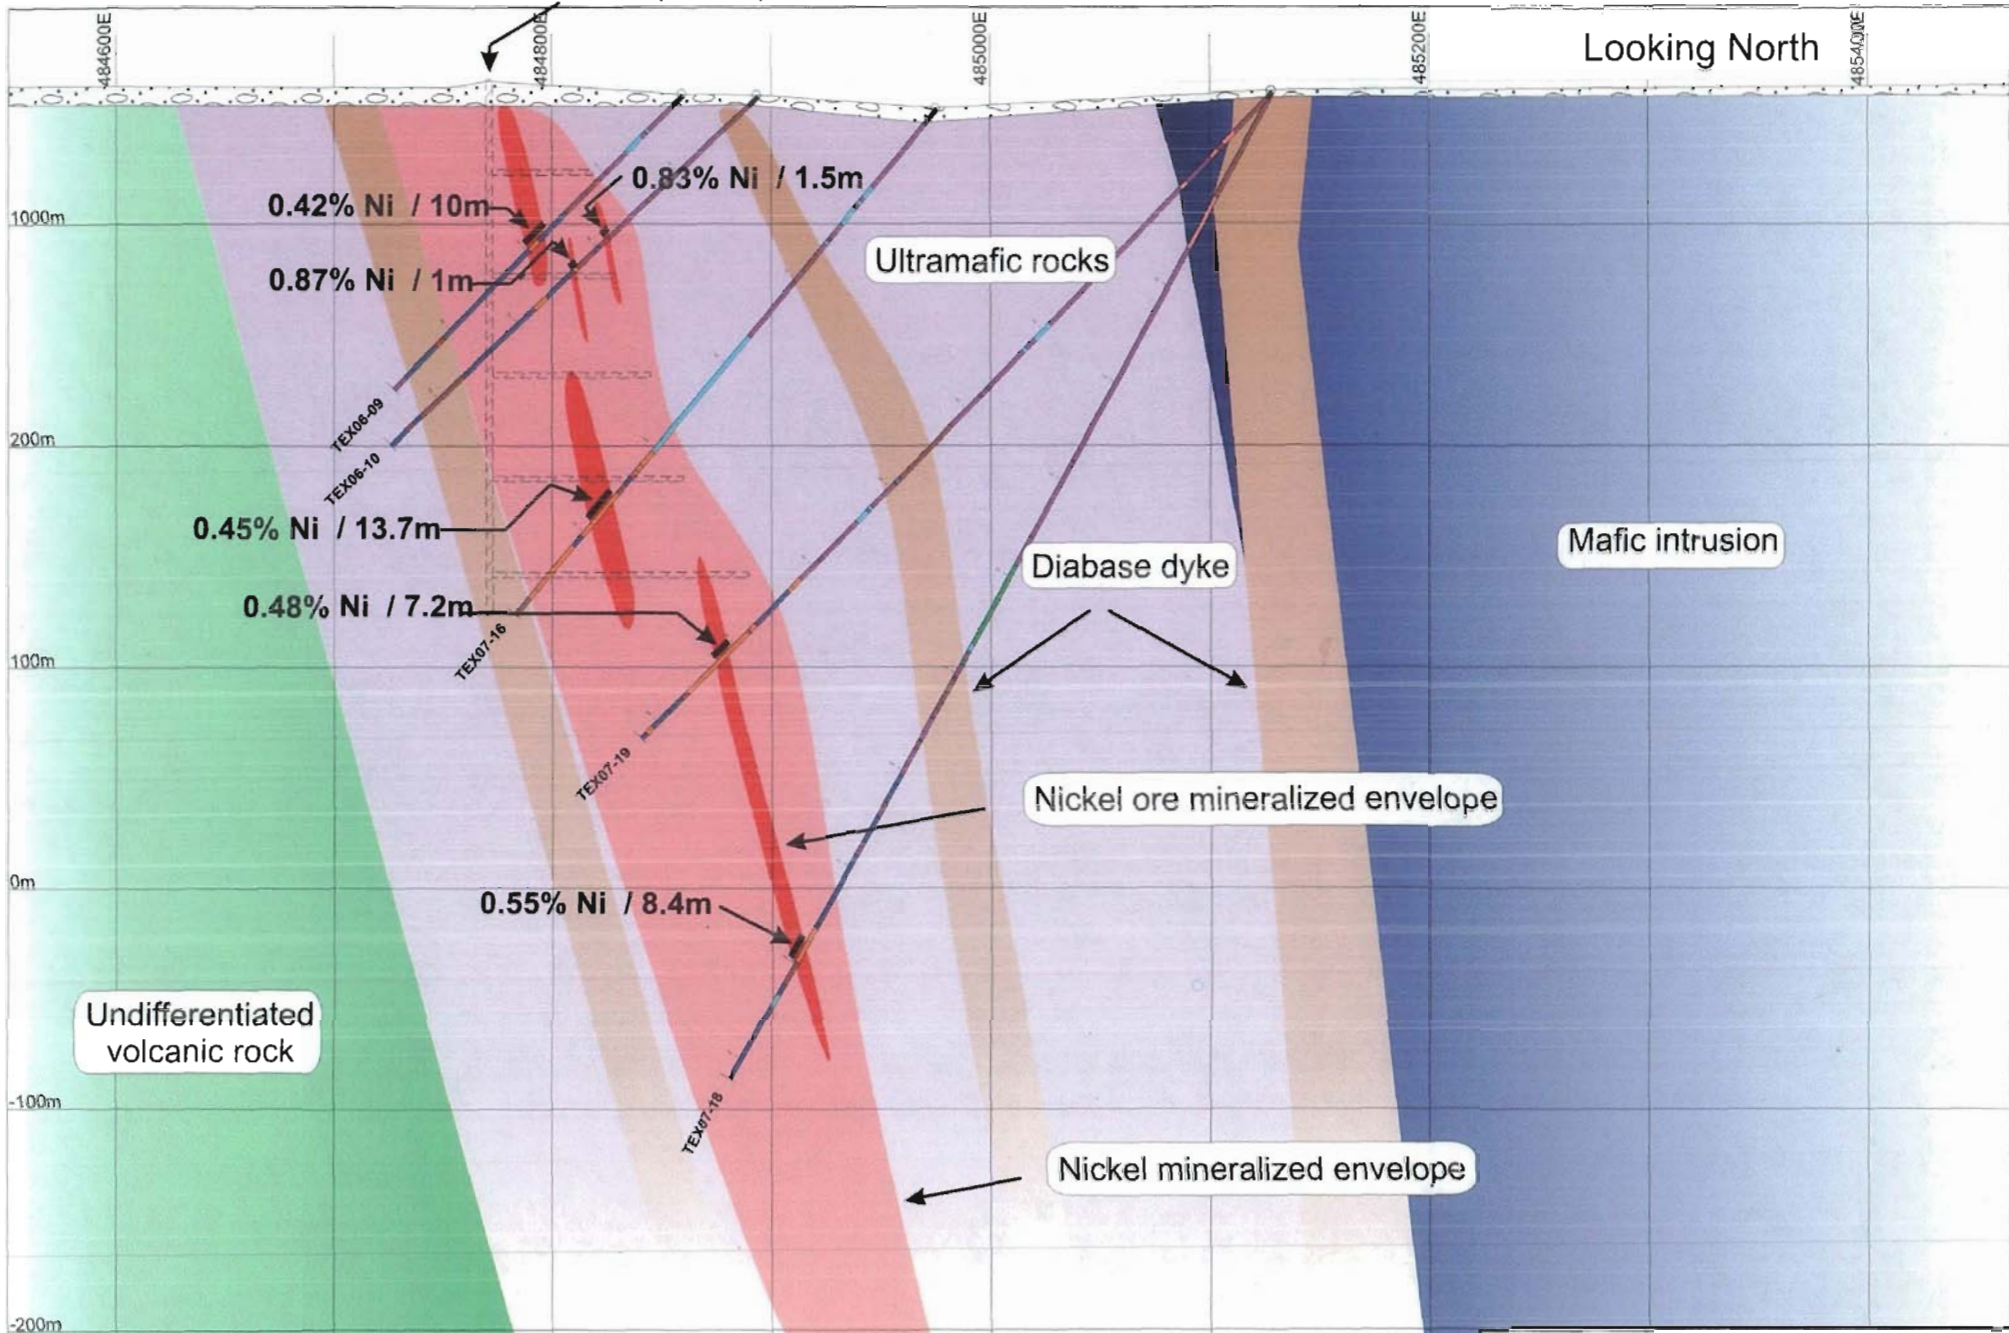 484600E
484800E
485000E
485200E
485400E
Looking North
0.83% Ni / 1.5m
0.42% Ni / 10m
1000m
0.87% Ni / 1m
Ultramafic rocks
TEX06-09
200m
TEX06-10
0.45% Ni / 13.7m
Mafic intrusion
Diabase dyke
0.48% Ni / 7.2m
TEX07-16
100m
TEX07-19
Nickel ore mineralized envelope
0m
0.55% Ni / 8.4m
Undifferentiated
volcanic rock
-100m
TEX07-18
Nickel mineralized envelope
-200m